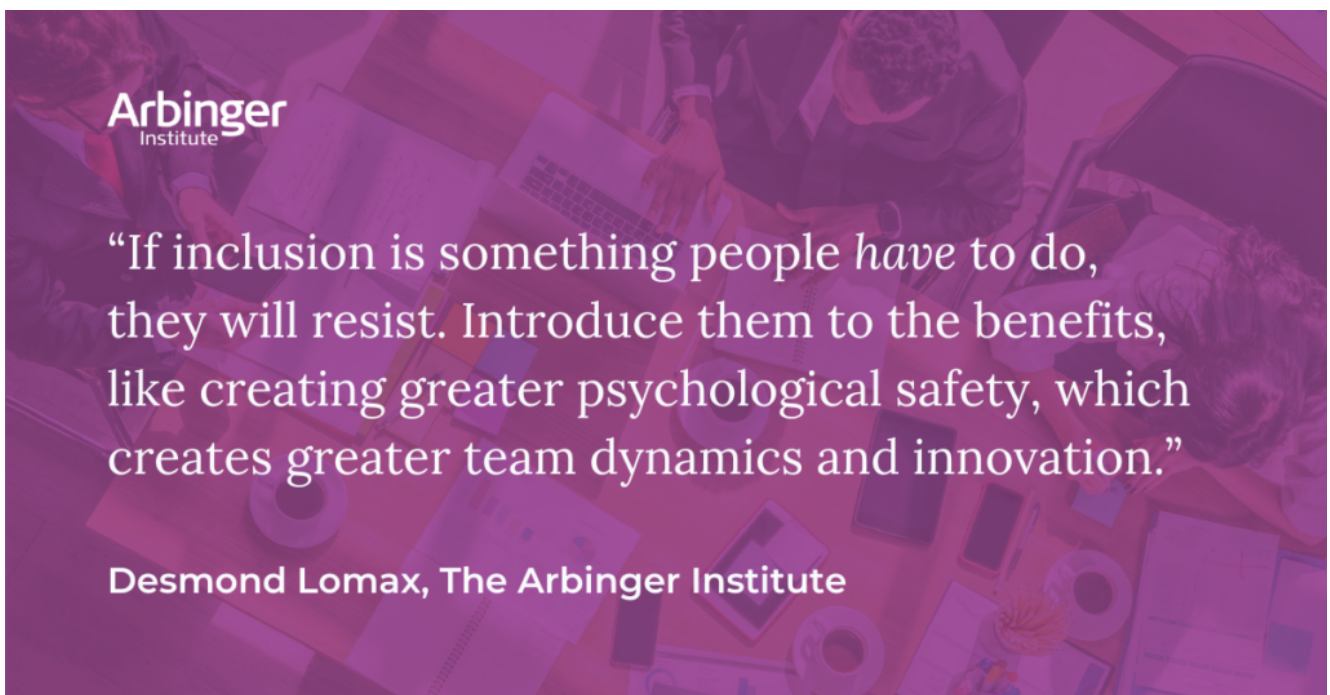 Arbinger
Institute
“If inclusion is something people have to do,
they will resist. Introduce them to the benefits,
like creating greater psychological safety, which
creates greater team dynamics and innovation.”
Desmond Lomax, The Arbinger Institute